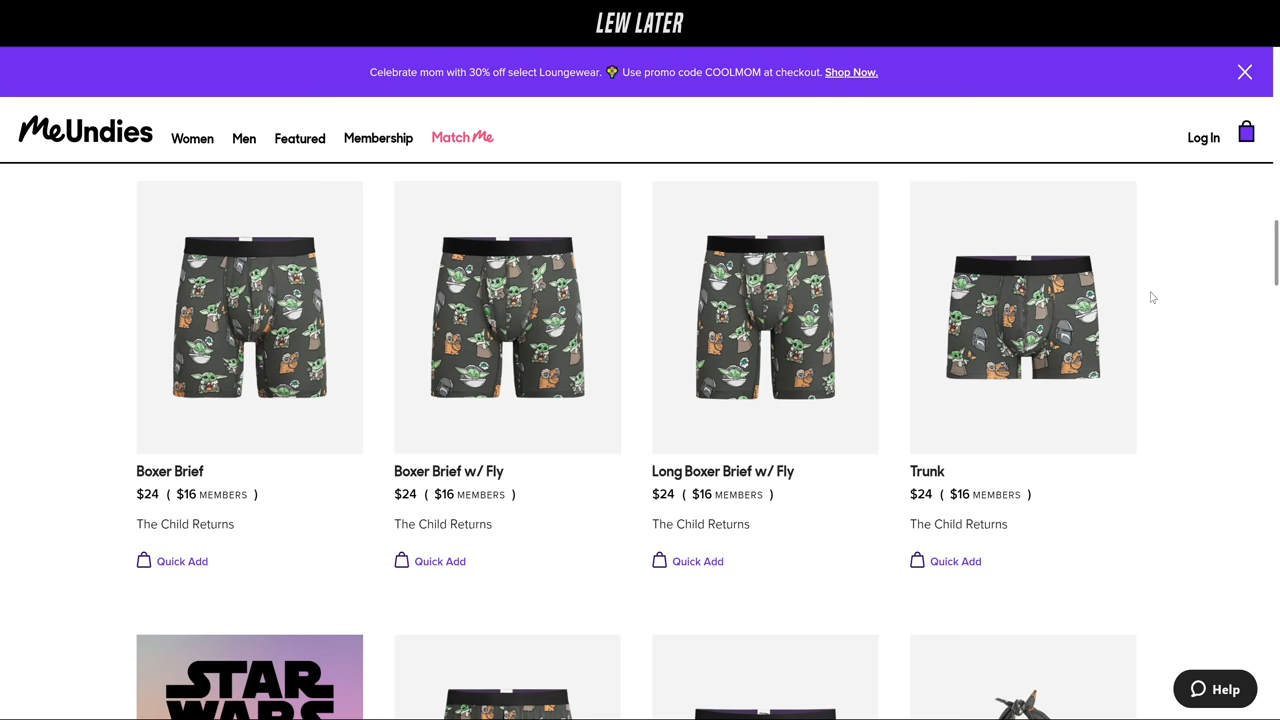 LEW LATER
Celebrate mom with 30% off select Loungewear. Use promo code COOLMOM at checkout. Shop Now.
MeUndies
Women Men Featured Membership Match Me
Log In
Boxer Brief
$24 ( $16 MEMBERS )
The Child Returns
Quick Add
Boxer Brief w/ Fly
$24 ( $16 MEMBERS )
The Child Returns
Quick Add
Long Boxer Brief w/ Fly
$24 ( $16 MEMBERS )
The Child Returns
Quick Add
Trunk
$24 ( $16 MEMBERS )
The Child Returns
Quick Add
STAR
WARS
Help